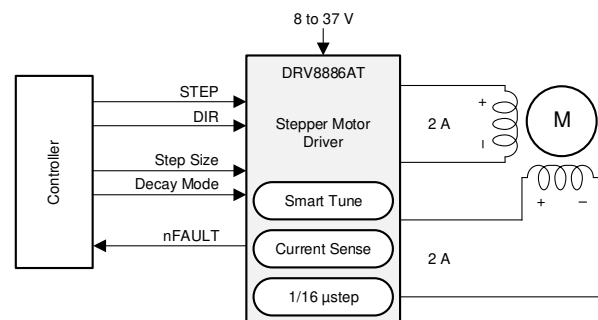 8 to 37 V
DRV8886AT
Stepper Motor
Driver
Controller
STEP
DIR
Step Size
Decay Mode
nFAULT
Smart Tune
Current Sense
1/16 µstep
+
2 A
–
M
+ –
2 A